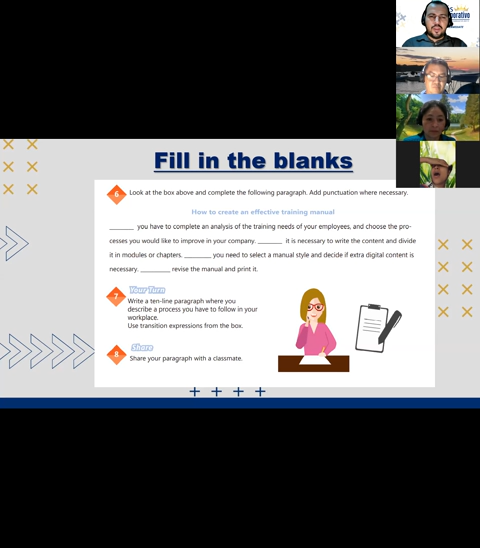 Fill in the blanks
6 Look at the box above and complete the following paragraph. Add punctuation where necessary.
How to create an effective training manual
________ you have to complete an analysis of the training needs of your employees, and choose the pro-
cesses you would like to improve in your company. ________ it is necessary to write the content and divide
it in modules or chapters. ________ you need to select a manual style and decide if extra digital content is
necessary. ________ revise the manual and print it.
7 Your Turn
Write a ten-line paragraph where you
describe a process you have to follow in your
workplace.
Use transition expressions from the box.
8 Share
Share your paragraph with a classmate.